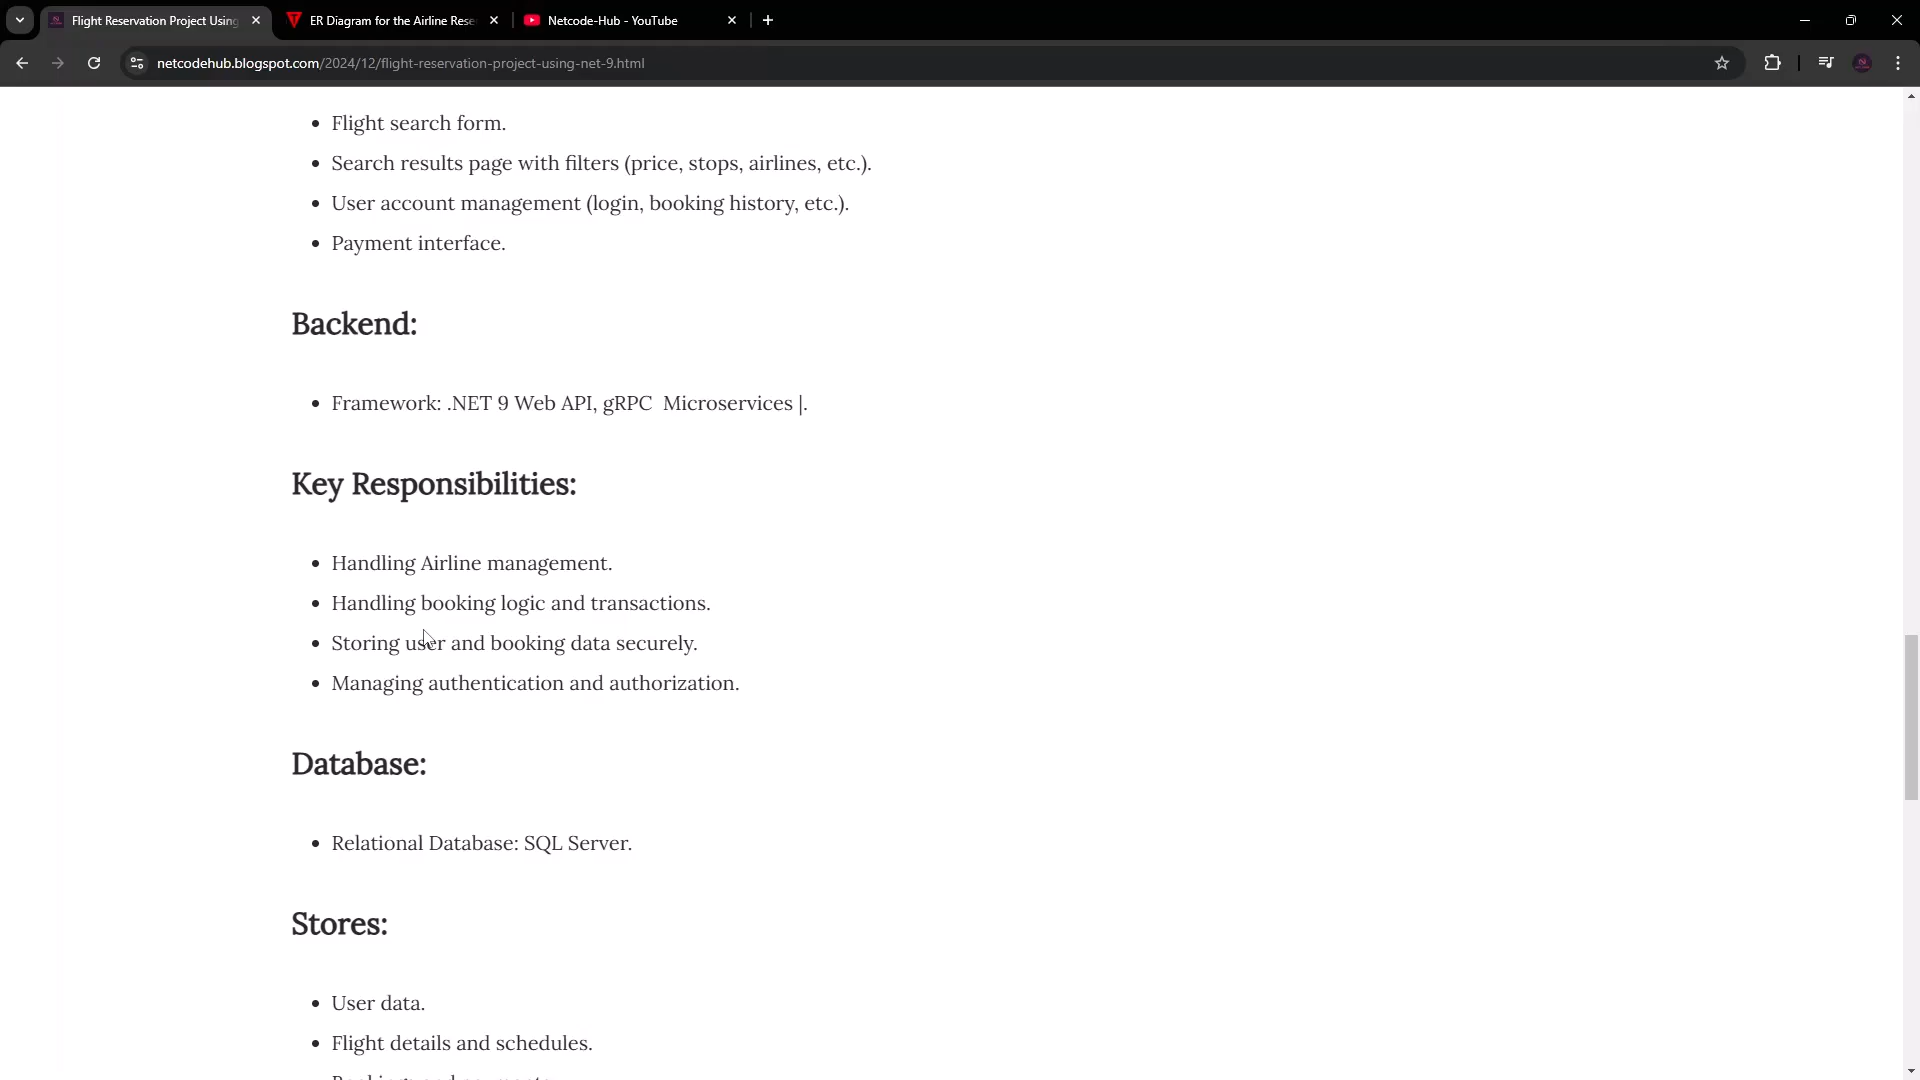 Flight Reservation Project Using
ER Diagram for the Airline Rese
Netcode-Hub - YouTube
netcodehub.blogspot.com/2024/12/flight-reservation-project-using-net-9.html
Flight search form.
Search results page with filters (price, stops, airlines, etc.).
User account management (login, booking history, etc.).
Payment interface.
Backend:
Framework: .NET 9 Web API, gRPC  Microservices |.
Key Responsibilities:
Handling Airline management.
Handling booking logic and transactions.
Storing user and booking data securely.
Managing authentication and authorization.
Database:
Relational Database: SQL Server.
Stores:
User data.
Flight details and schedules.